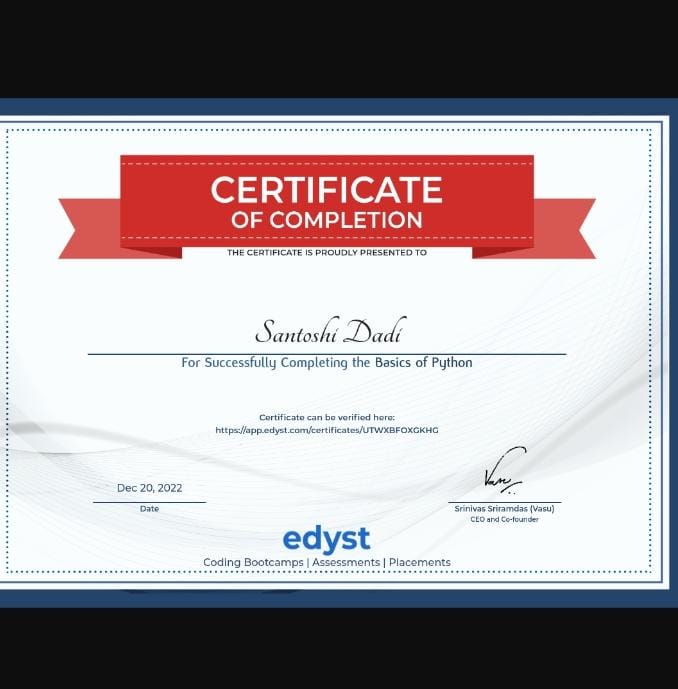 CERTIFICATE
OF COMPLETION
THE CERTIFICATE IS PROUDLY PRESENTED TO
Santoshi Dadi
For Successfully Completing the Basics of Python
Certificate can be verified here:
https://app.edyst.com/certificates/UTWXBFOXGKHG
Dec 20, 2022
Date
Vasu
Srinivas Sriramdas (Vasu)
CEO and Co-founder
edyst
Coding Bootcamps | Assessments | Placements